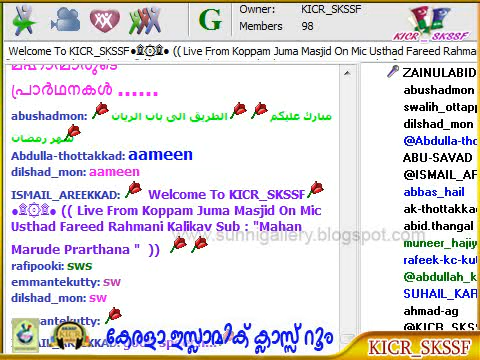 Owner: KICR_SKSSF
Members 98
KICR_SKSSF
Welcome To KICR_SKSSF●۩۞۩● (( Live From Koppam Juma Masjid On Mic Usthad Fareed Rahma
മഹാന്മാരുടെ
പ്രാര്‍ഥനകള്‍ ......
abushadmon: الطريق الى باب الريان مبارك عليكم
شهر رمضان
Abdulla-thottakkad: aameen
dilshad_mon: aameen
ISMAIL_AREEKKAD: Welcome To KICR_SKSSF
●۩۞۩● (( Live From Koppam Juma Masjid On Mic
Usthad Fareed Rahmani Kalikav Sub : "Mahan
Marude Prarthana " ))
www.sunnigallery.blogspot.com
rafipooki: sws
emmantekutty: sw
dilshad_mon: sw
emmantekutty:
ZAINULABID
abushadmon
swalih_ottap
dilshad_mon
@Abdulla-tho
ABU-SAVAD
@ISMAIL_AF
abbas_hail
ak-thottakkad
abid.thangal
muneer_hajiy
rafeek-kc-kut
@abdullah_k
SUHAIL_KAR
ahmad-ag
@KICR_SKSS
കേരളാ ഇസ്ലാമിക് ക്ലാസ്സ് റൂം
KICR_SKSSF